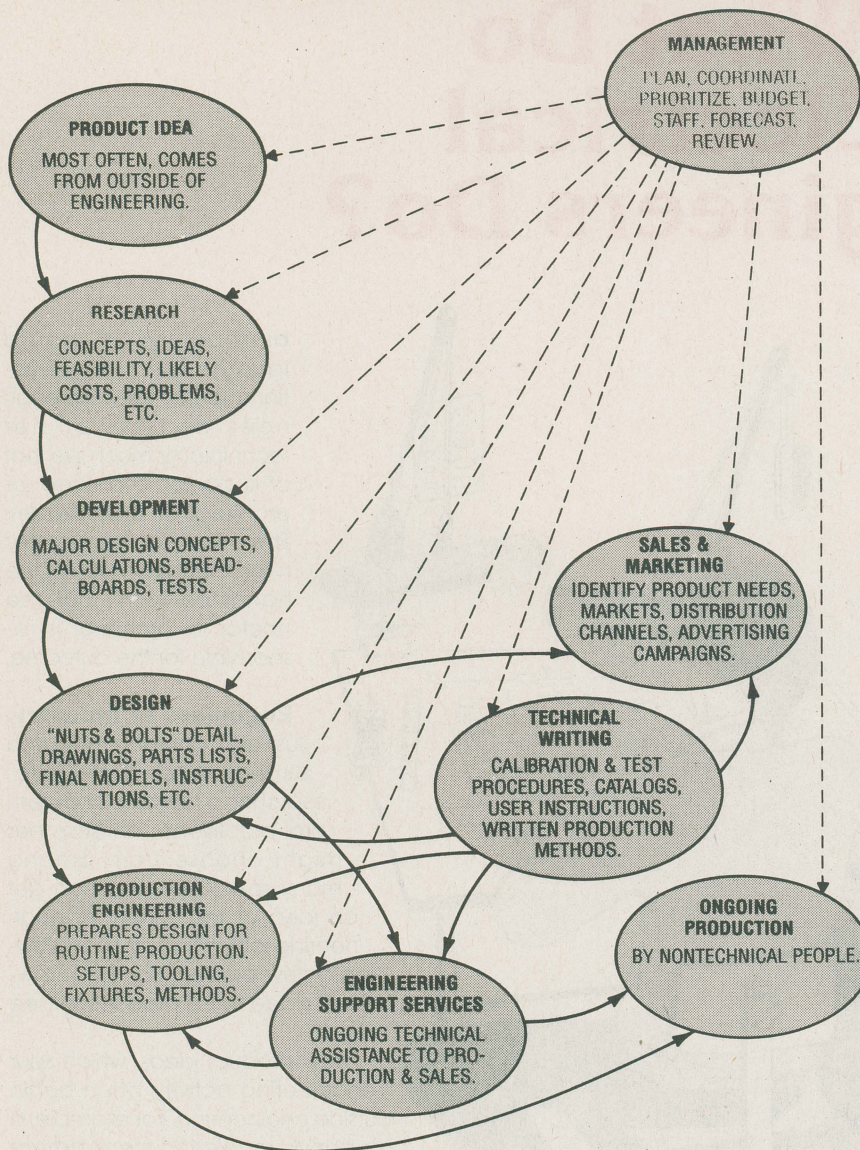 MANAGEMENT
PLAN, COORDINATE,
PRIORITIZE, BUDGET,
STAFF, FORECAST,
REVIEW.
PRODUCT IDEA
MOST OFTEN, COMES
FROM OUTSIDE OF
ENGINEERING.
RESEARCH
CONCEPTS, IDEAS,
FEASIBILITY, LIKELY
COSTS, PROBLEMS,
ETC.
DEVELOPMENT
MAJOR DESIGN CONCEPTS,
CALCULATIONS, BREAD-
BOARDS, TESTS.
SALES &
MARKETING
IDENTIFY PRODUCT NEEDS,
MARKETS, DISTRIBUTION
CHANNELS, ADVERTISING
CAMPAIGNS.
DESIGN
"NUTS & BOLTS" DETAIL,
DRAWINGS, PARTS LISTS,
FINAL MODELS, INSTRUC-
TIONS, ETC.
TECHNICAL
WRITING
CALIBRATION & TEST
PROCEDURES, CATALOGS,
USER INSTRUCTIONS,
WRITTEN PRODUCTION
METHODS.
PRODUCTION
ENGINEERING
PREPARES DESIGN FOR
ROUTINE PRODUCTION.
SETUPS, TOOLING,
FIXTURES, METHODS.
ENGINEERING
SUPPORT SERVICES
ONGOING TECHNICAL
ASSISTANCE TO PRO-
DUCTION & SALES.
ONGOING
PRODUCTION
BY NONTECHNICAL PEOPLE.